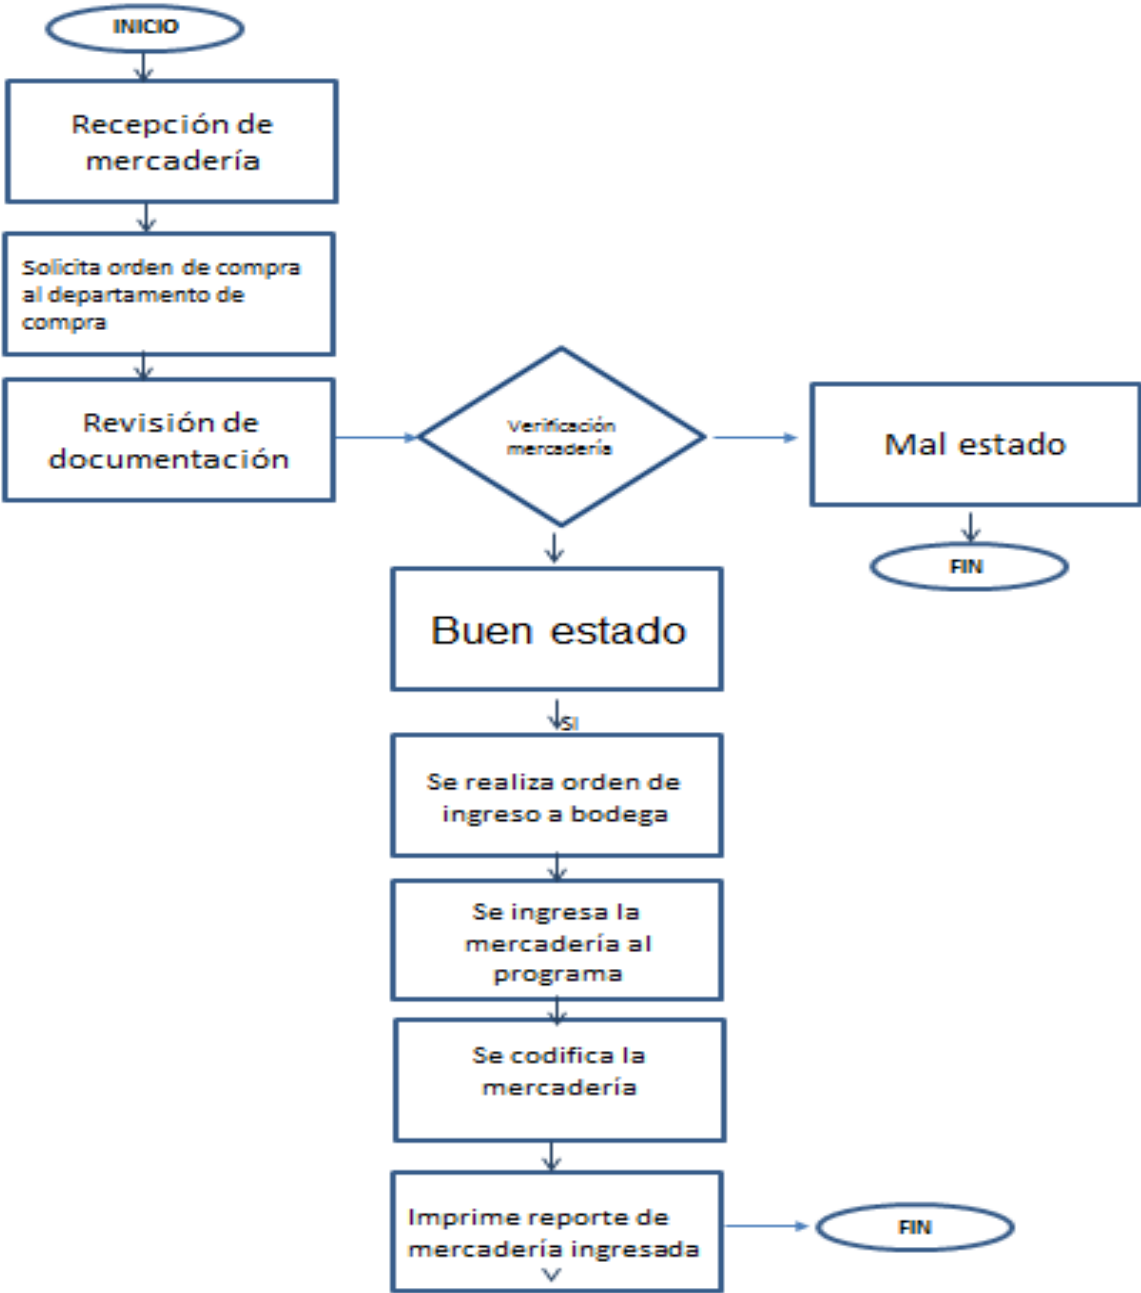 INICIO
Recepción de
mercadería
Solicita orden de compra
al departamento de
compra
Revisión de
documentación
Verificación
mercadería
Mal estado
FIN
Buen estado
SI
Se realiza orden de
ingreso a bodega
Se ingresa la
mercadería al
programa
Se codifica la
mercadería
Imprime reporte de
mercadería ingresada
FIN